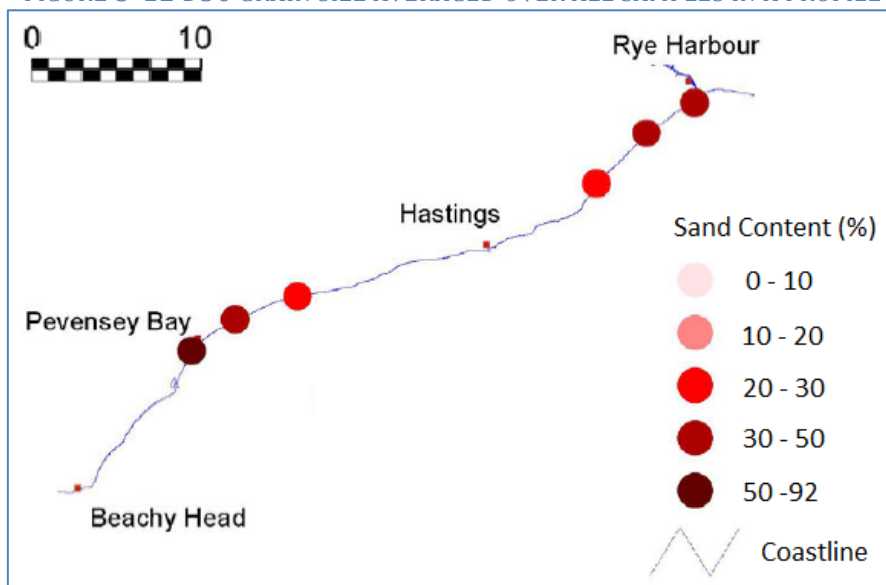 0 10
Rye Harbour
Hastings
Pevensey Bay
Beachy Head
Sand Content (%)
0 - 10
10 - 20
20 - 30
30 - 50
50 -92
Coastline